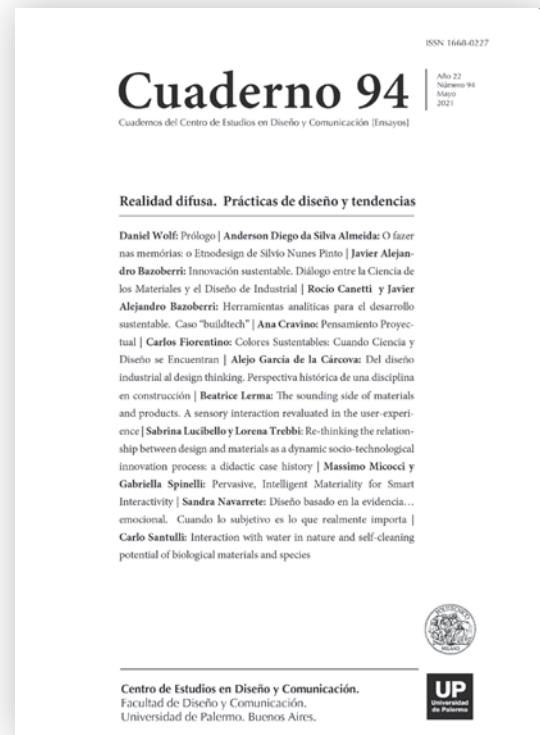 ISSN 1668-0227
Cuaderno 94
Año 22
Número 94
Mayo
2021
Cuadernos del Centro de Estudios en Diseño y Comunicación [Ensayos]
Realidad difusa. Prácticas de diseño y tendencias
Daniel Wolf: Prólogo | Anderson Diego da Silva Almeida: O fazer
nas memórias: o Etnodesign de Silvio Nunes Pinto | Javier Alejan-
dro Bazoberri: Innovación sustentable. Diálogo entre la Ciencia de
los Materiales y el Diseño de Industrial | Rocío Canetti y Javier
Alejandro Bazoberri: Herramientas analíticas para el desarrollo
sustentable. Caso “buildtech” | Ana Cravino: Pensamiento Proyec-
tual | Carlos Fiorentino: Colores Sustentables: Cuando Ciencia y
Diseño se Encuentran | Alejo García de la Cárcova: Del diseño
industrial al design thinking. Perspectiva histórica de una disciplina
en construcción | Beatrice Lerma: The sounding side of materials
and products. A sensory interaction revaluated in the user-experi-
ence | Sabrina Lucibello y Lorena Trebbi: Re-thinking the relation-
ship between design and materials as a dynamic socio-technological
innovation process: a didactic case history | Massimo Micocci y
Gabriella Spinelli: Pervasive, Intelligent Materiality for Smart
Interactivity | Sandra Navarrete: Diseño basado en la evidencia…
emocional. Cuando lo subjetivo es lo que realmente importa |
Carlo Santulli: Interaction with water in nature and self-cleaning
potential of biological materials and species
POLITECNICO
MILANO
Centro de Estudios en Diseño y Comunicación.
Facultad de Diseño y Comunicación.
Universidad de Palermo. Buenos Aires.
UP
Universidad
de Palermo